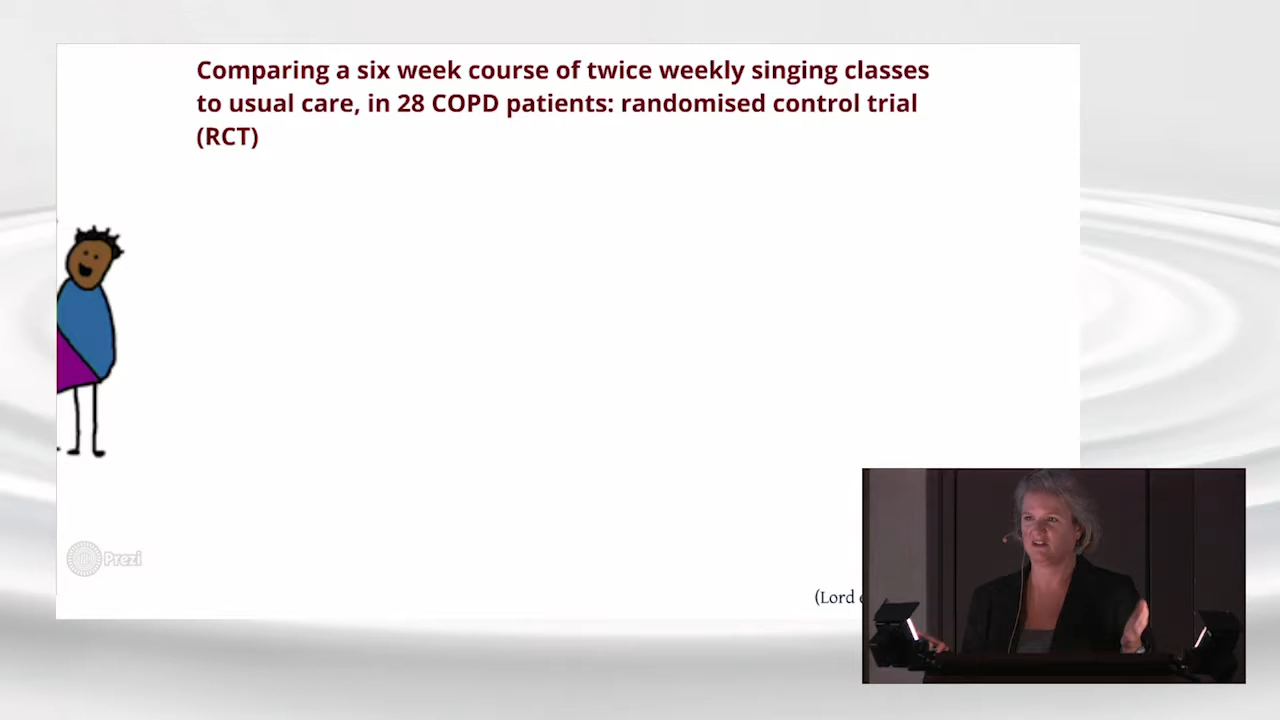 Comparing a six week course of twice weekly singing classes
to usual care, in 28 COPD patients: randomised control trial
(RCT)
Prezi
(Lord